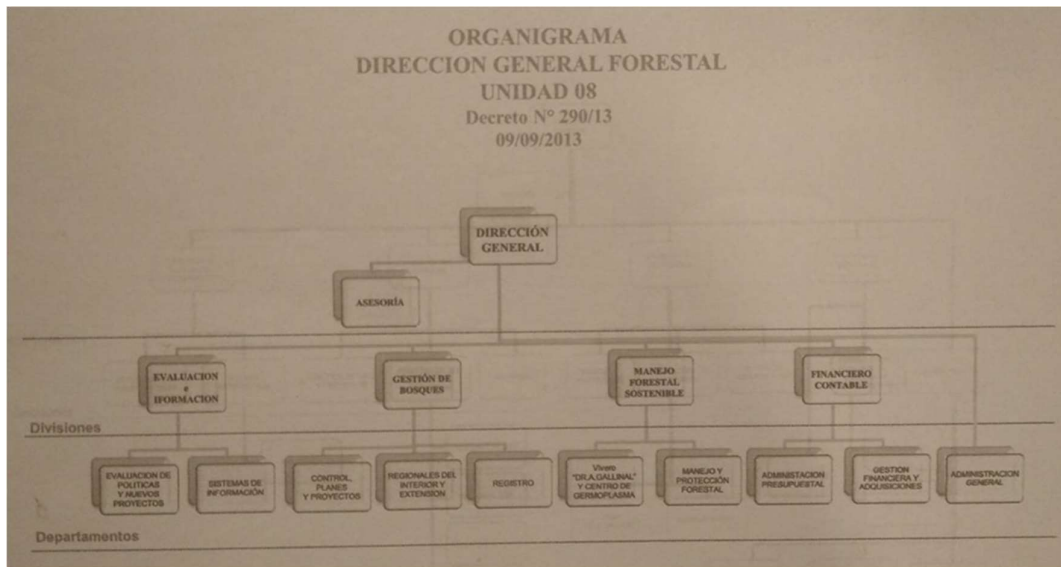 ORGANIGRAMA
DIRECCION GENERAL FORESTAL
UNIDAD 08
Decreto N° 290/13
09/09/2013
DIRECCIÓN
GENERAL
ASESORÍA
EVALUACION
e
IFORMACION
GESTIÓN DE
BOSQUES
MANEJO
FORESTAL
SOSTENIBLE
FINANCIERO
CONTABLE
Divisiones
EVALUACION DE
POLITICAS
Y NUEVOS
PROYECTOS
SISTEMAS DE
INFORMACIÓN
CONTROL,
PLANES
Y PROYECTOS
REGIONALES DEL
INTERIOR Y
EXTENSION
REGISTRO
Vivero
"DR.A.GALLINAL"
Y CENTRO DE
GERMOPLASMA
MANEJO Y
PROTECCIÓN
FORESTAL
ADMINISTACION
PRESUPUESTAL
GESTIÓN
FINANCIERA Y
ADQUISICIONES
ADMINISTRACION
GENERAL
Departamentos